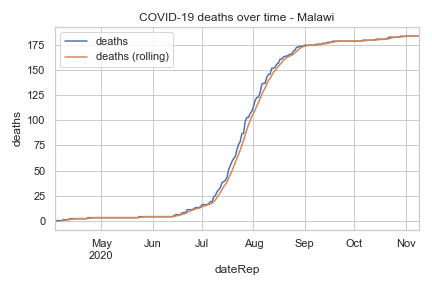 COVID-19 deaths over time - Malawi
deaths
deaths (rolling)
deaths
175
150
125
100
75
50
25
0
May Jun Jul Aug Sep Oct Nov
2020
dateRep